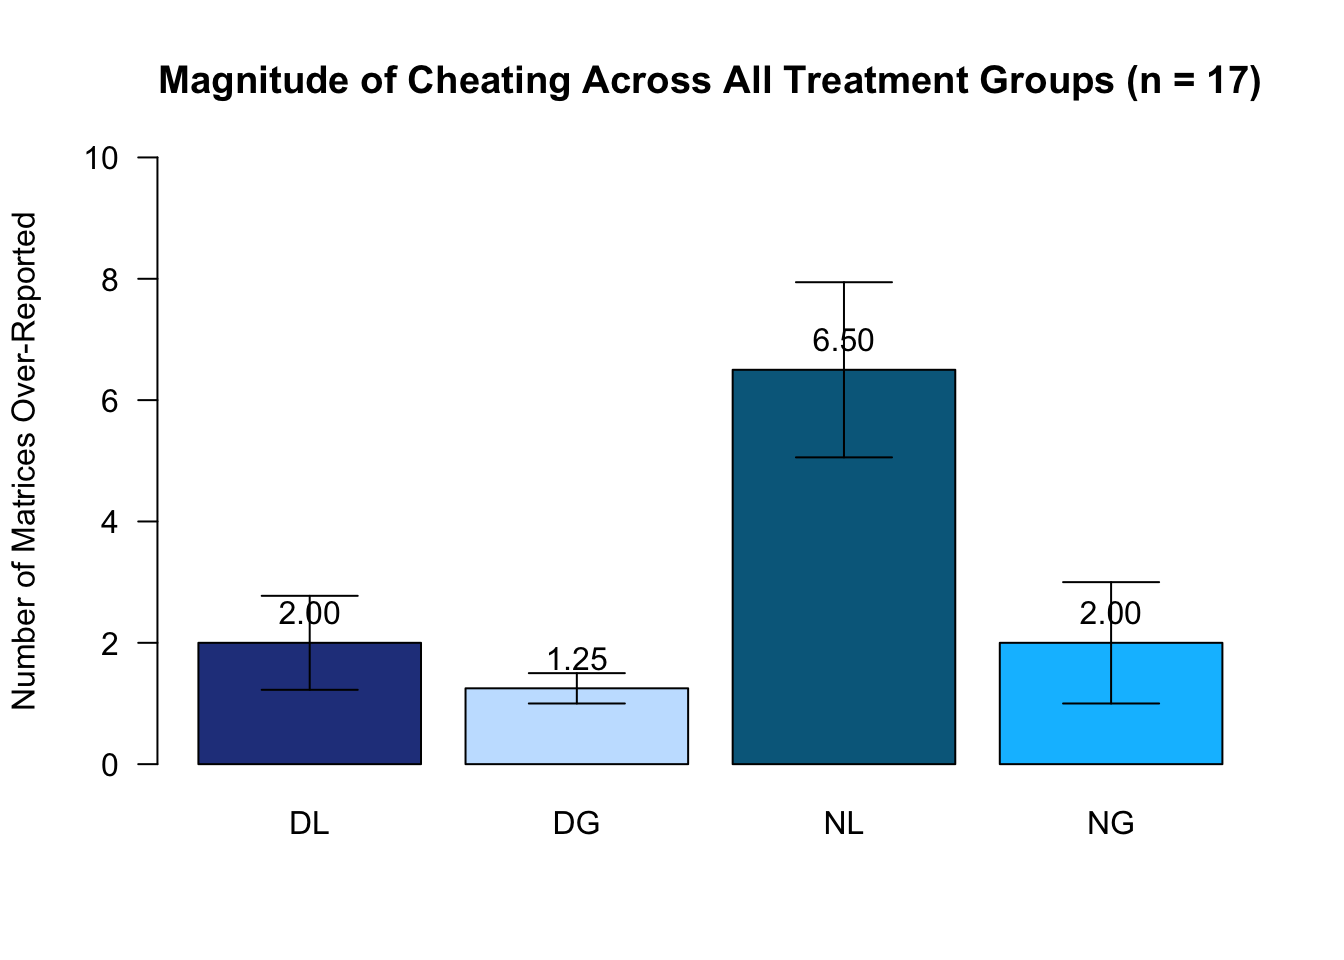 Magnitude of Cheating Across All Treatment Groups (n = 17)
Number of Matrices Over-Reported
10
8
6
4
2
0
2.00
1.25
6.50
2.00
DL
DG
NL
NG